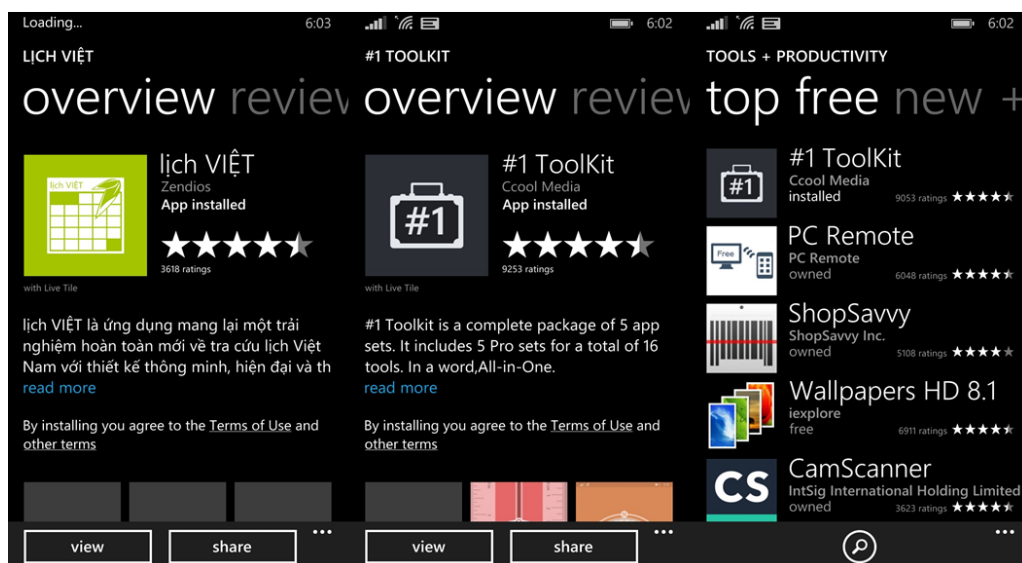 Loading...
6:03
LỊCH VIỆT
overview review
lịch VIỆT
lịch VIỆT
Zendios
App installed
3618 ratings
with Live Tile
lịch VIỆT là ứng dụng mang lại một trải
nghiệm hoàn toàn mới về tra cứu lịch Việt
Nam với thiết kế thông minh, hiện đại và th
read more
By installing you agree to the Terms of Use and
other terms
view
share
6:02
#1 TOOLKIT
overview review
#1
#1 ToolKit
Ccool Media
App installed
9253 ratings
with Live Tile
#1 Toolkit is a complete package of 5 app
sets. It includes 5 Pro sets for a total of 16
tools. In a word,All-in-One.
read more
By installing you agree to the Terms of Use and
other terms
view
share
6:02
TOOLS + PRODUCTIVITY
top free new +
#1
#1 ToolKit
Ccool Media
installed
9053 ratings
Free
PC Remote
PC Remote
owned
6048 ratings
ShopSavvy
ShopSavvy Inc.
owned
5108 ratings
Wallpapers HD 8.1
iexplore
free
6911 ratings
CS
CamScanner
IntSig International Holding Limited
owned
3623 ratings